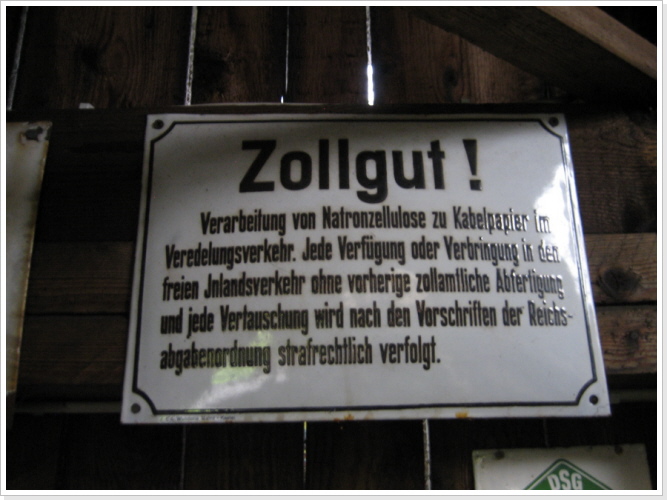 Zollgut!
Verarbeitung von Natronzellulose zu Kabelpapier im
Veredelungsverkehr. Jede Verfügung oder Verbringung in den
freien Jnlandsverkehr ohne vorherige zollamtliche Abfertigung
und jede Vertauschung wird nach den Vorschriften der Reichs-
abgabenordnung strafrechtlich verfolgt.
DSG